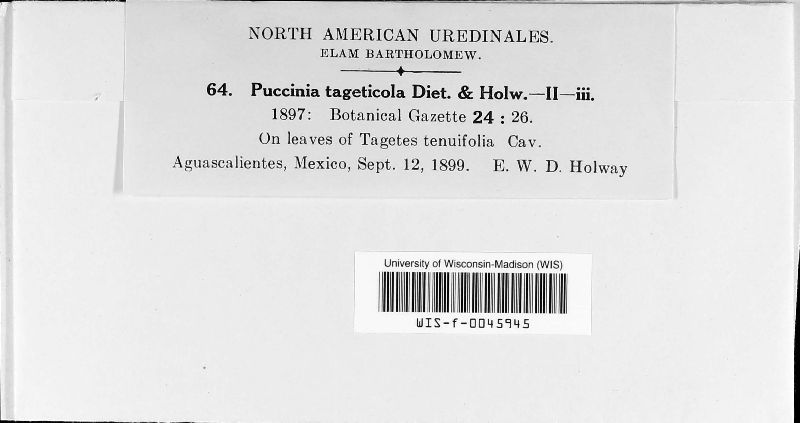 NORTH AMERICAN UREDINALES.
ELAM BARTHOLOMEW.
64. Puccinia tageticola Diet. & Holw.—II—iii.
1897: Botanical Gazette 24 : 26.
On leaves of Tagetes tenuifolia Cav.
Aguascalientes, Mexico, Sept. 12, 1899. E. W. D. Holway
University of Wisconsin-Madison (WIS)
WIS-f-0045945